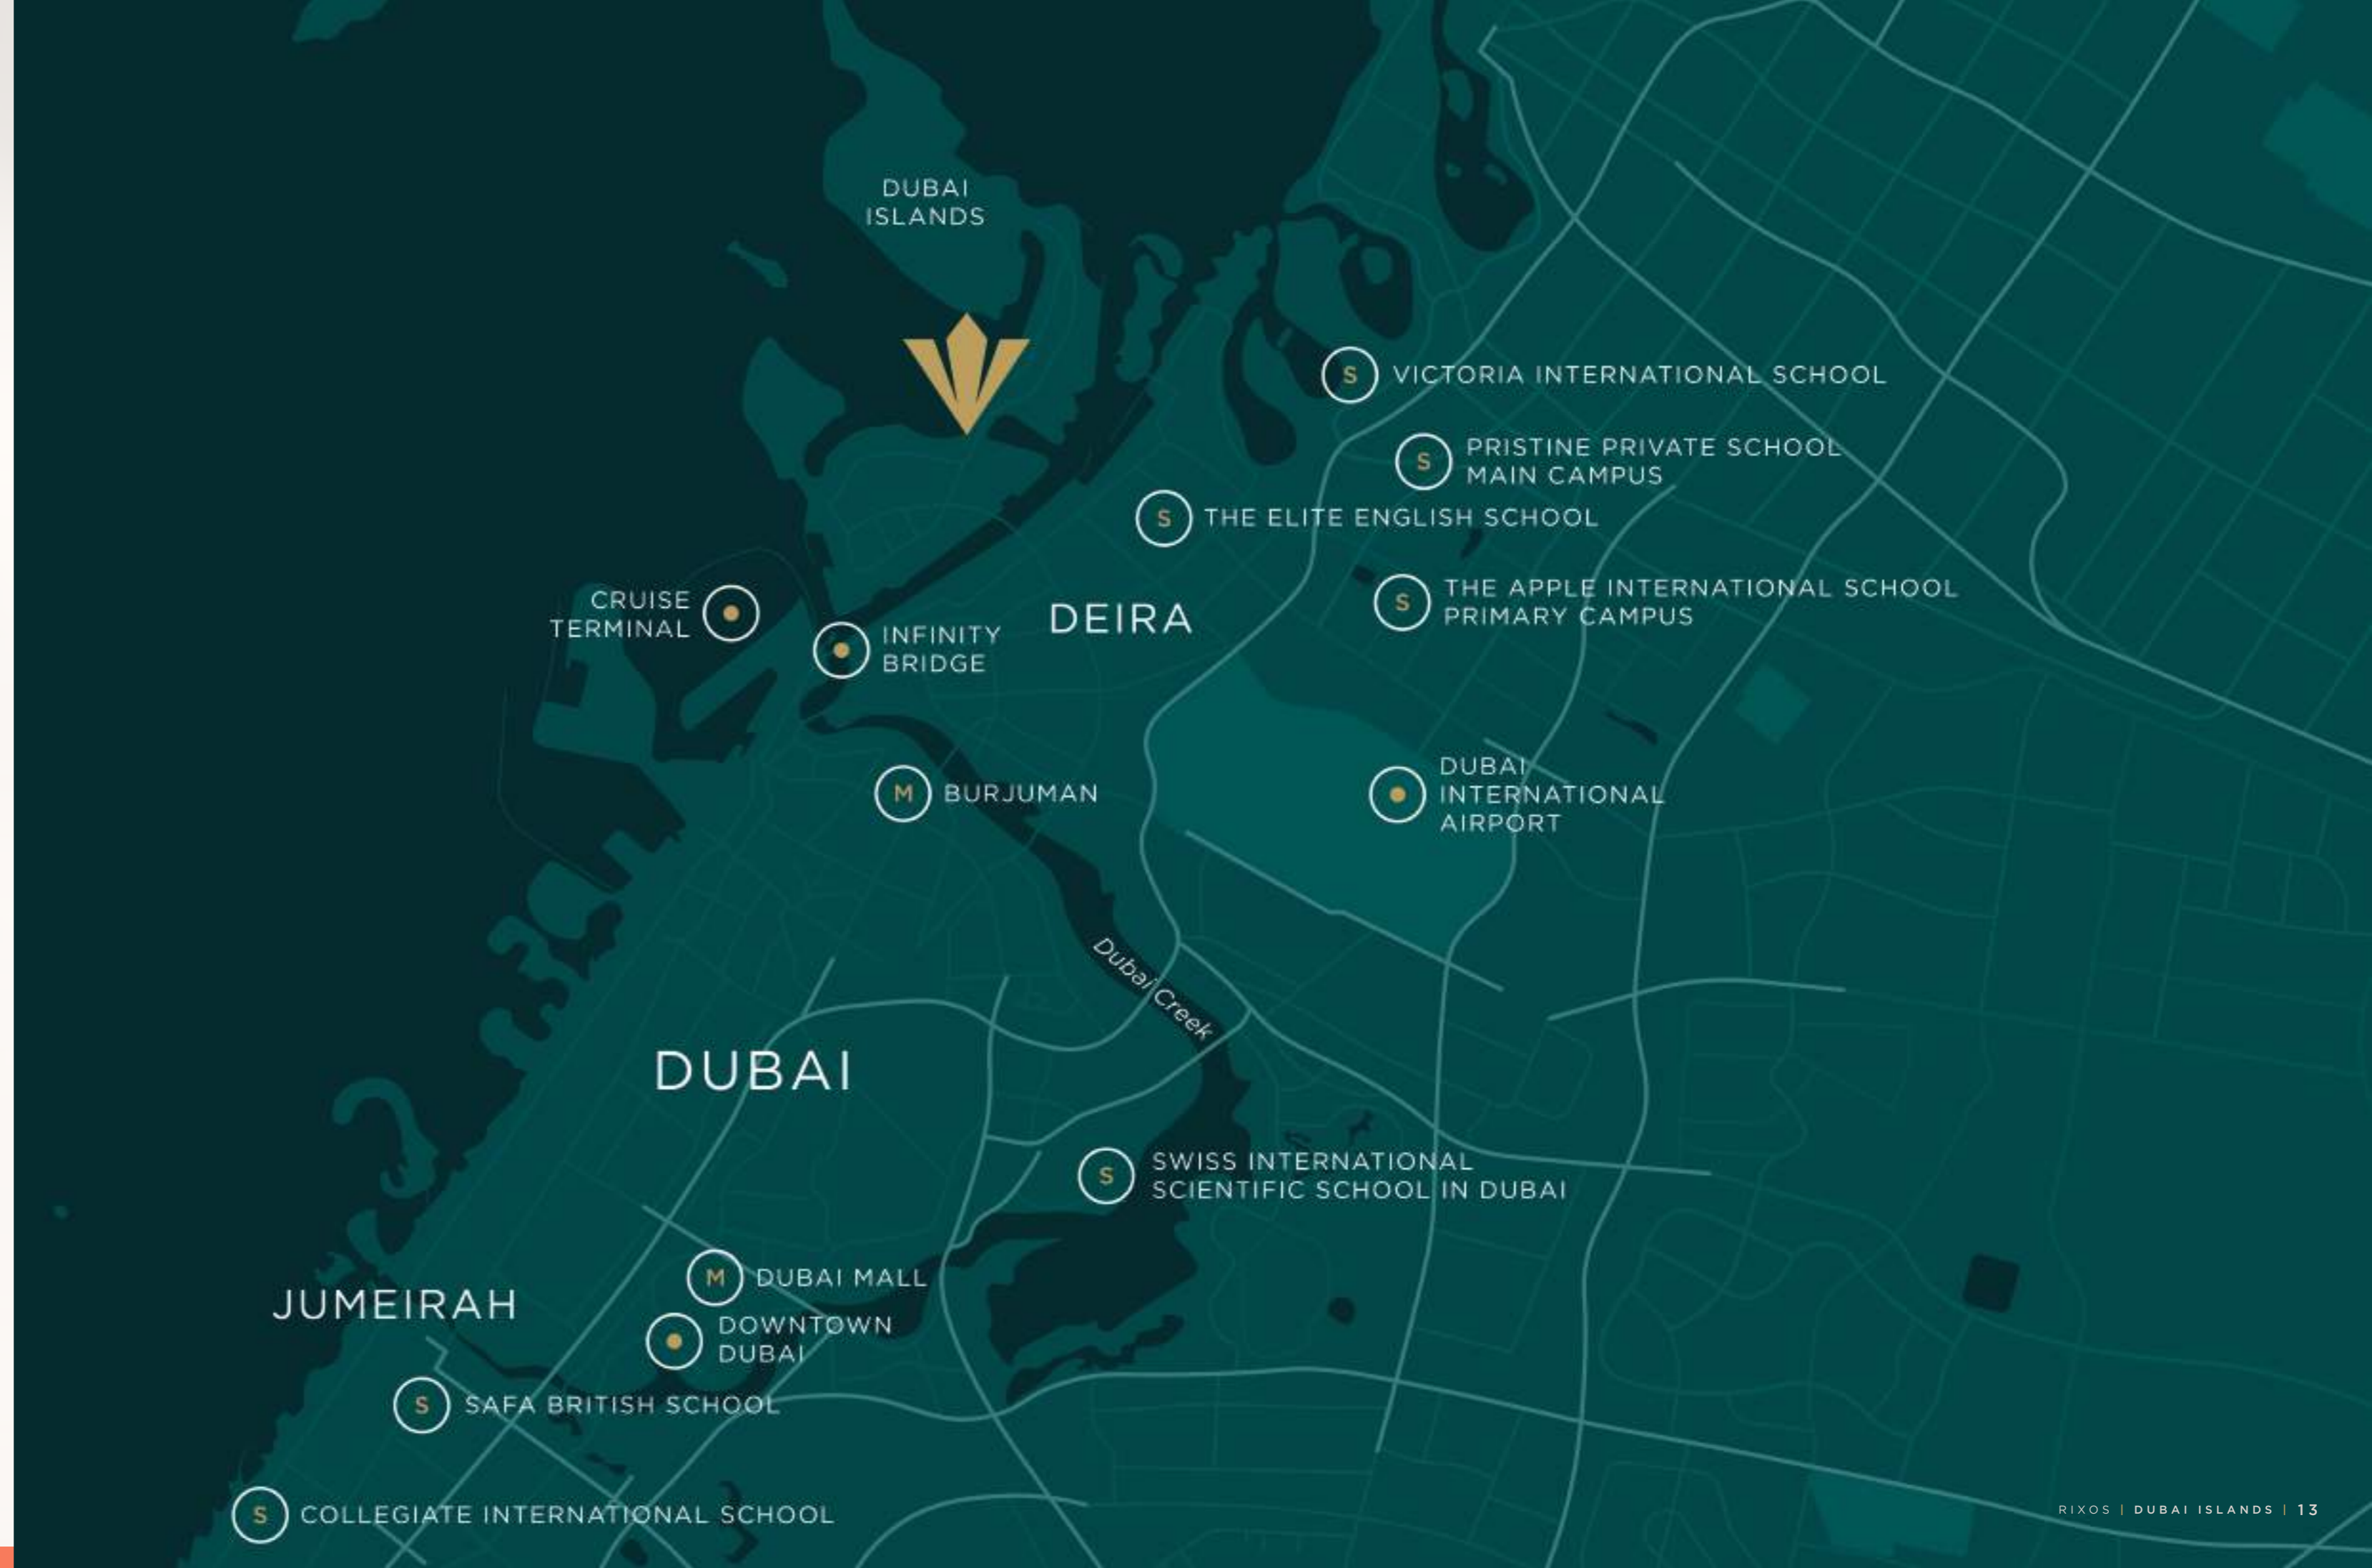 DUBAI
ISLANDS
S VICTORIA INTERNATIONAL SCHOOL
S PRISTINE PRIVATE SCHOOL
MAIN CAMPUS
S THE ELITE ENGLISH SCHOOL
S THE APPLE INTERNATIONAL SCHOOL
PRIMARY CAMPUS
CRUISE
TERMINAL
INFINITY
BRIDGE
DEIRA
M BURJUMAN
DUBAI
INTERNATIONAL
AIRPORT
Dubai Creek
DUBAI
S SWISS INTERNATIONAL
SCIENTIFIC SCHOOL IN DUBAI
M DUBAI MALL
JUMEIRAH
DOWNTOWN
DUBAI
S SAFA BRITISH SCHOOL
S COLLEGIATE INTERNATIONAL SCHOOL
RIXOS | DUBAI ISLANDS | 13